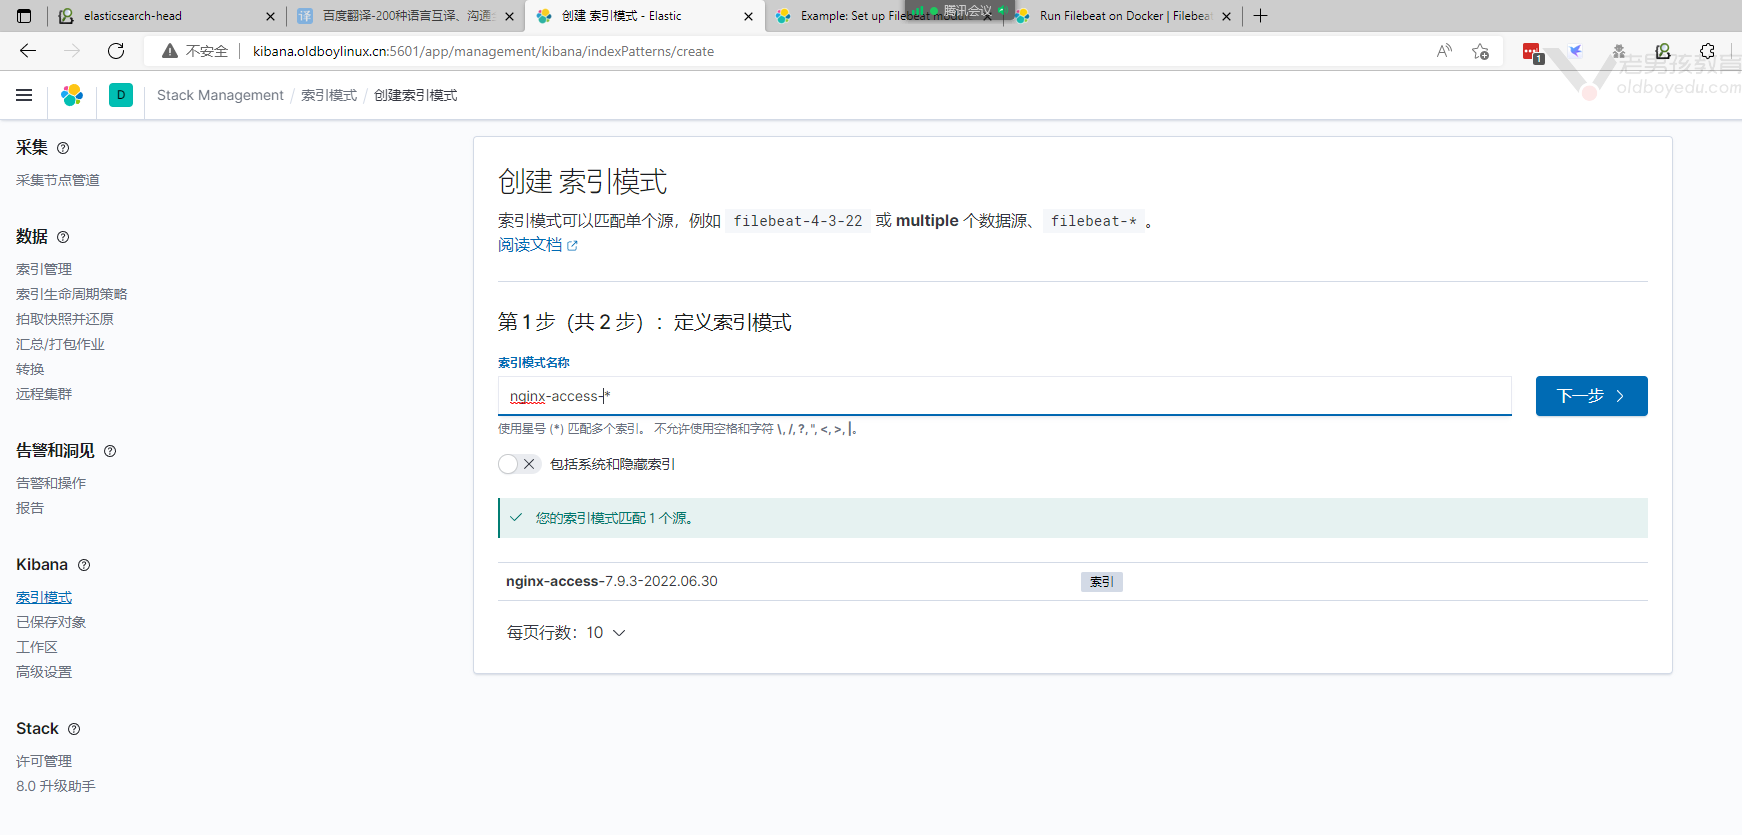 elasticsearch-head
百度翻译-200种语言互译、沟通
创建 索引模式 - Elastic
Example: Set up Filebeat modu
腾讯会议
Run Filebeat on Docker | Filebeat
不安全
kibana.oldboylinux.cn:5601/app/management/kibana/indexPatterns/create
1
老男孩教育
oldboyedu.com
D
Stack Management / 索引模式 / 创建索引模式
采集
采集节点管道
数据
索引管理
索引生命周期策略
拍取快照并还原
汇总/打包作业
转换
远程集群
告警和洞见
告警和操作
报告
Kibana
索引模式
已保存对象
工作区
高级设置
Stack
许可管理
8.0 升级助手
创建 索引模式
索引模式可以匹配单个源，例如 filebeat-4-3-22 或 multiple 个数据源、 filebeat-* 。
阅读文档
第 1 步（共 2 步）：定义索引模式
索引模式名称
nginx-access-*
下一步
使用星号 (*) 匹配多个索引。 不允许使用空格和字符 \, /, ?, ", <, >, |。
包括系统和隐藏索引
您的索引模式匹配 1 个源。
nginx-access-7.9.3-2022.06.30
索引
每页行数：10